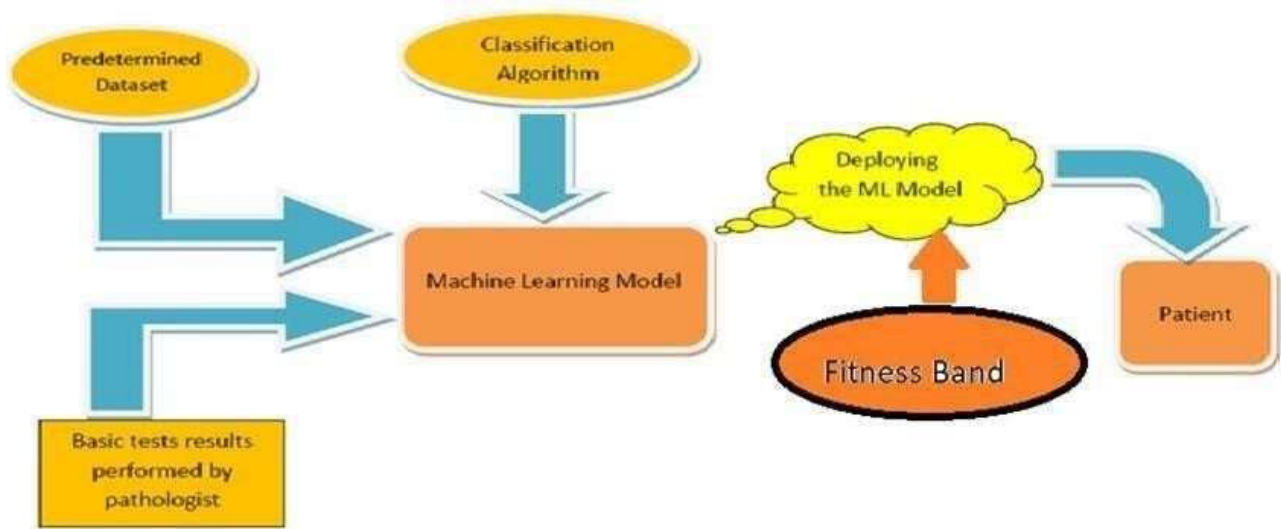 Predetermined
Dataset
Classification
Algorithm
Deploying
the ML Model
Machine Learning Model
Patient
Fitness Band
Basic tests results
performed by
pathologist